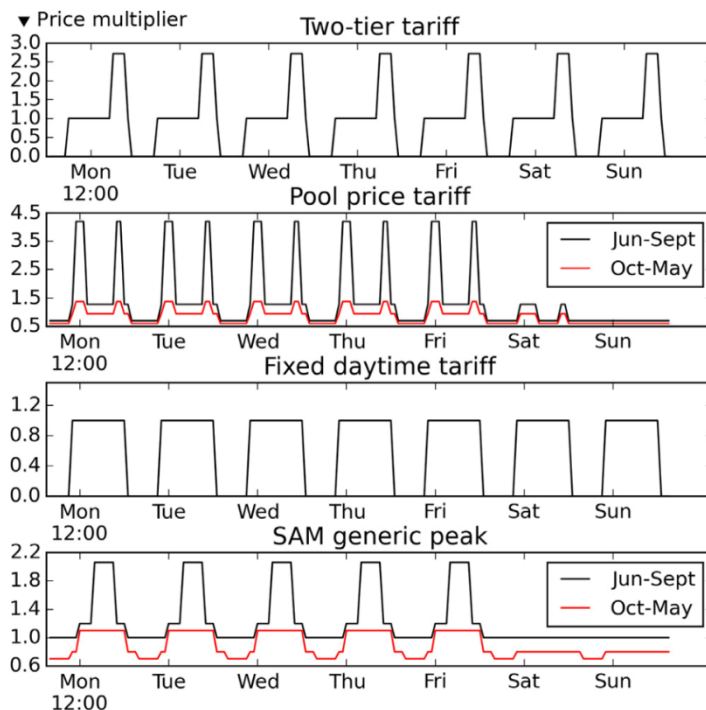 ▼ Price multiplier
Two-tier tariff
3.0
2.5
2.0
1.5
1.0
0.5
0.0
Mon Tue Wed Thu Fri Sat Sun
12:00
Pool price tariff
4.5
3.5
2.5
1.5
0.5
Jun-Sept
Oct-May
Mon Tue Wed Thu Fri Sat Sun
12:00
Fixed daytime tariff
1.2
0.8
0.4
0.0
Mon Tue Wed Thu Fri Sat Sun
12:00
SAM generic peak
2.2
1.8
1.4
1.0
0.6
Jun-Sept
Oct-May
Mon Tue Wed Thu Fri Sat Sun
12:00